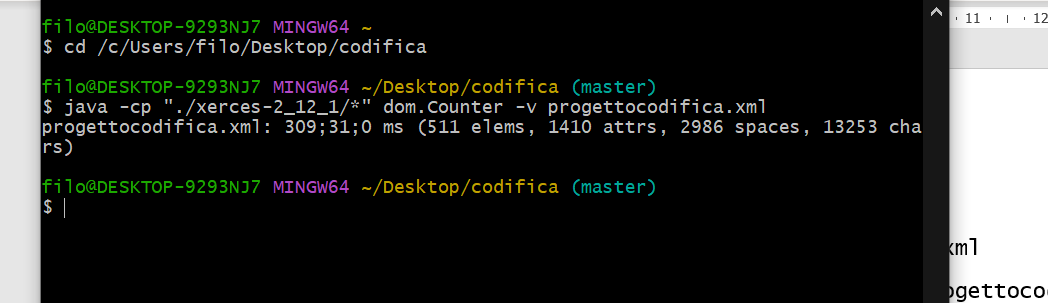 filo@DESKTOP-9293NJ7 MINGW64 ~
$ cd /c/Users/filo/Desktop/codifica
filo@DESKTOP-9293NJ7 MINGW64 ~/Desktop/codifica (master)
$ java -cp "./xerces-2_12_1/*" dom.Counter -v progettocodifica.xml
progettocodifica.xml: 309;31;0 ms (511 elems, 1410 attrs, 2986 spaces, 13253 cha
rs)
filo@DESKTOP-9293NJ7 MINGW64 ~/Desktop/codifica (master)
$
11 12
xml
ogettoco